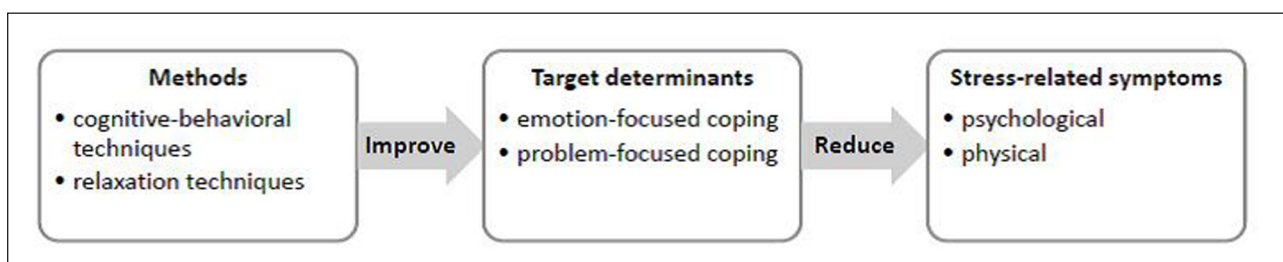 Methods
• cognitive-behavioral
techniques
• relaxation techniques
Improve
Target determinants
• emotion-focused coping
• problem-focused coping
Reduce
Stress-related symptoms
• psychological
• physical